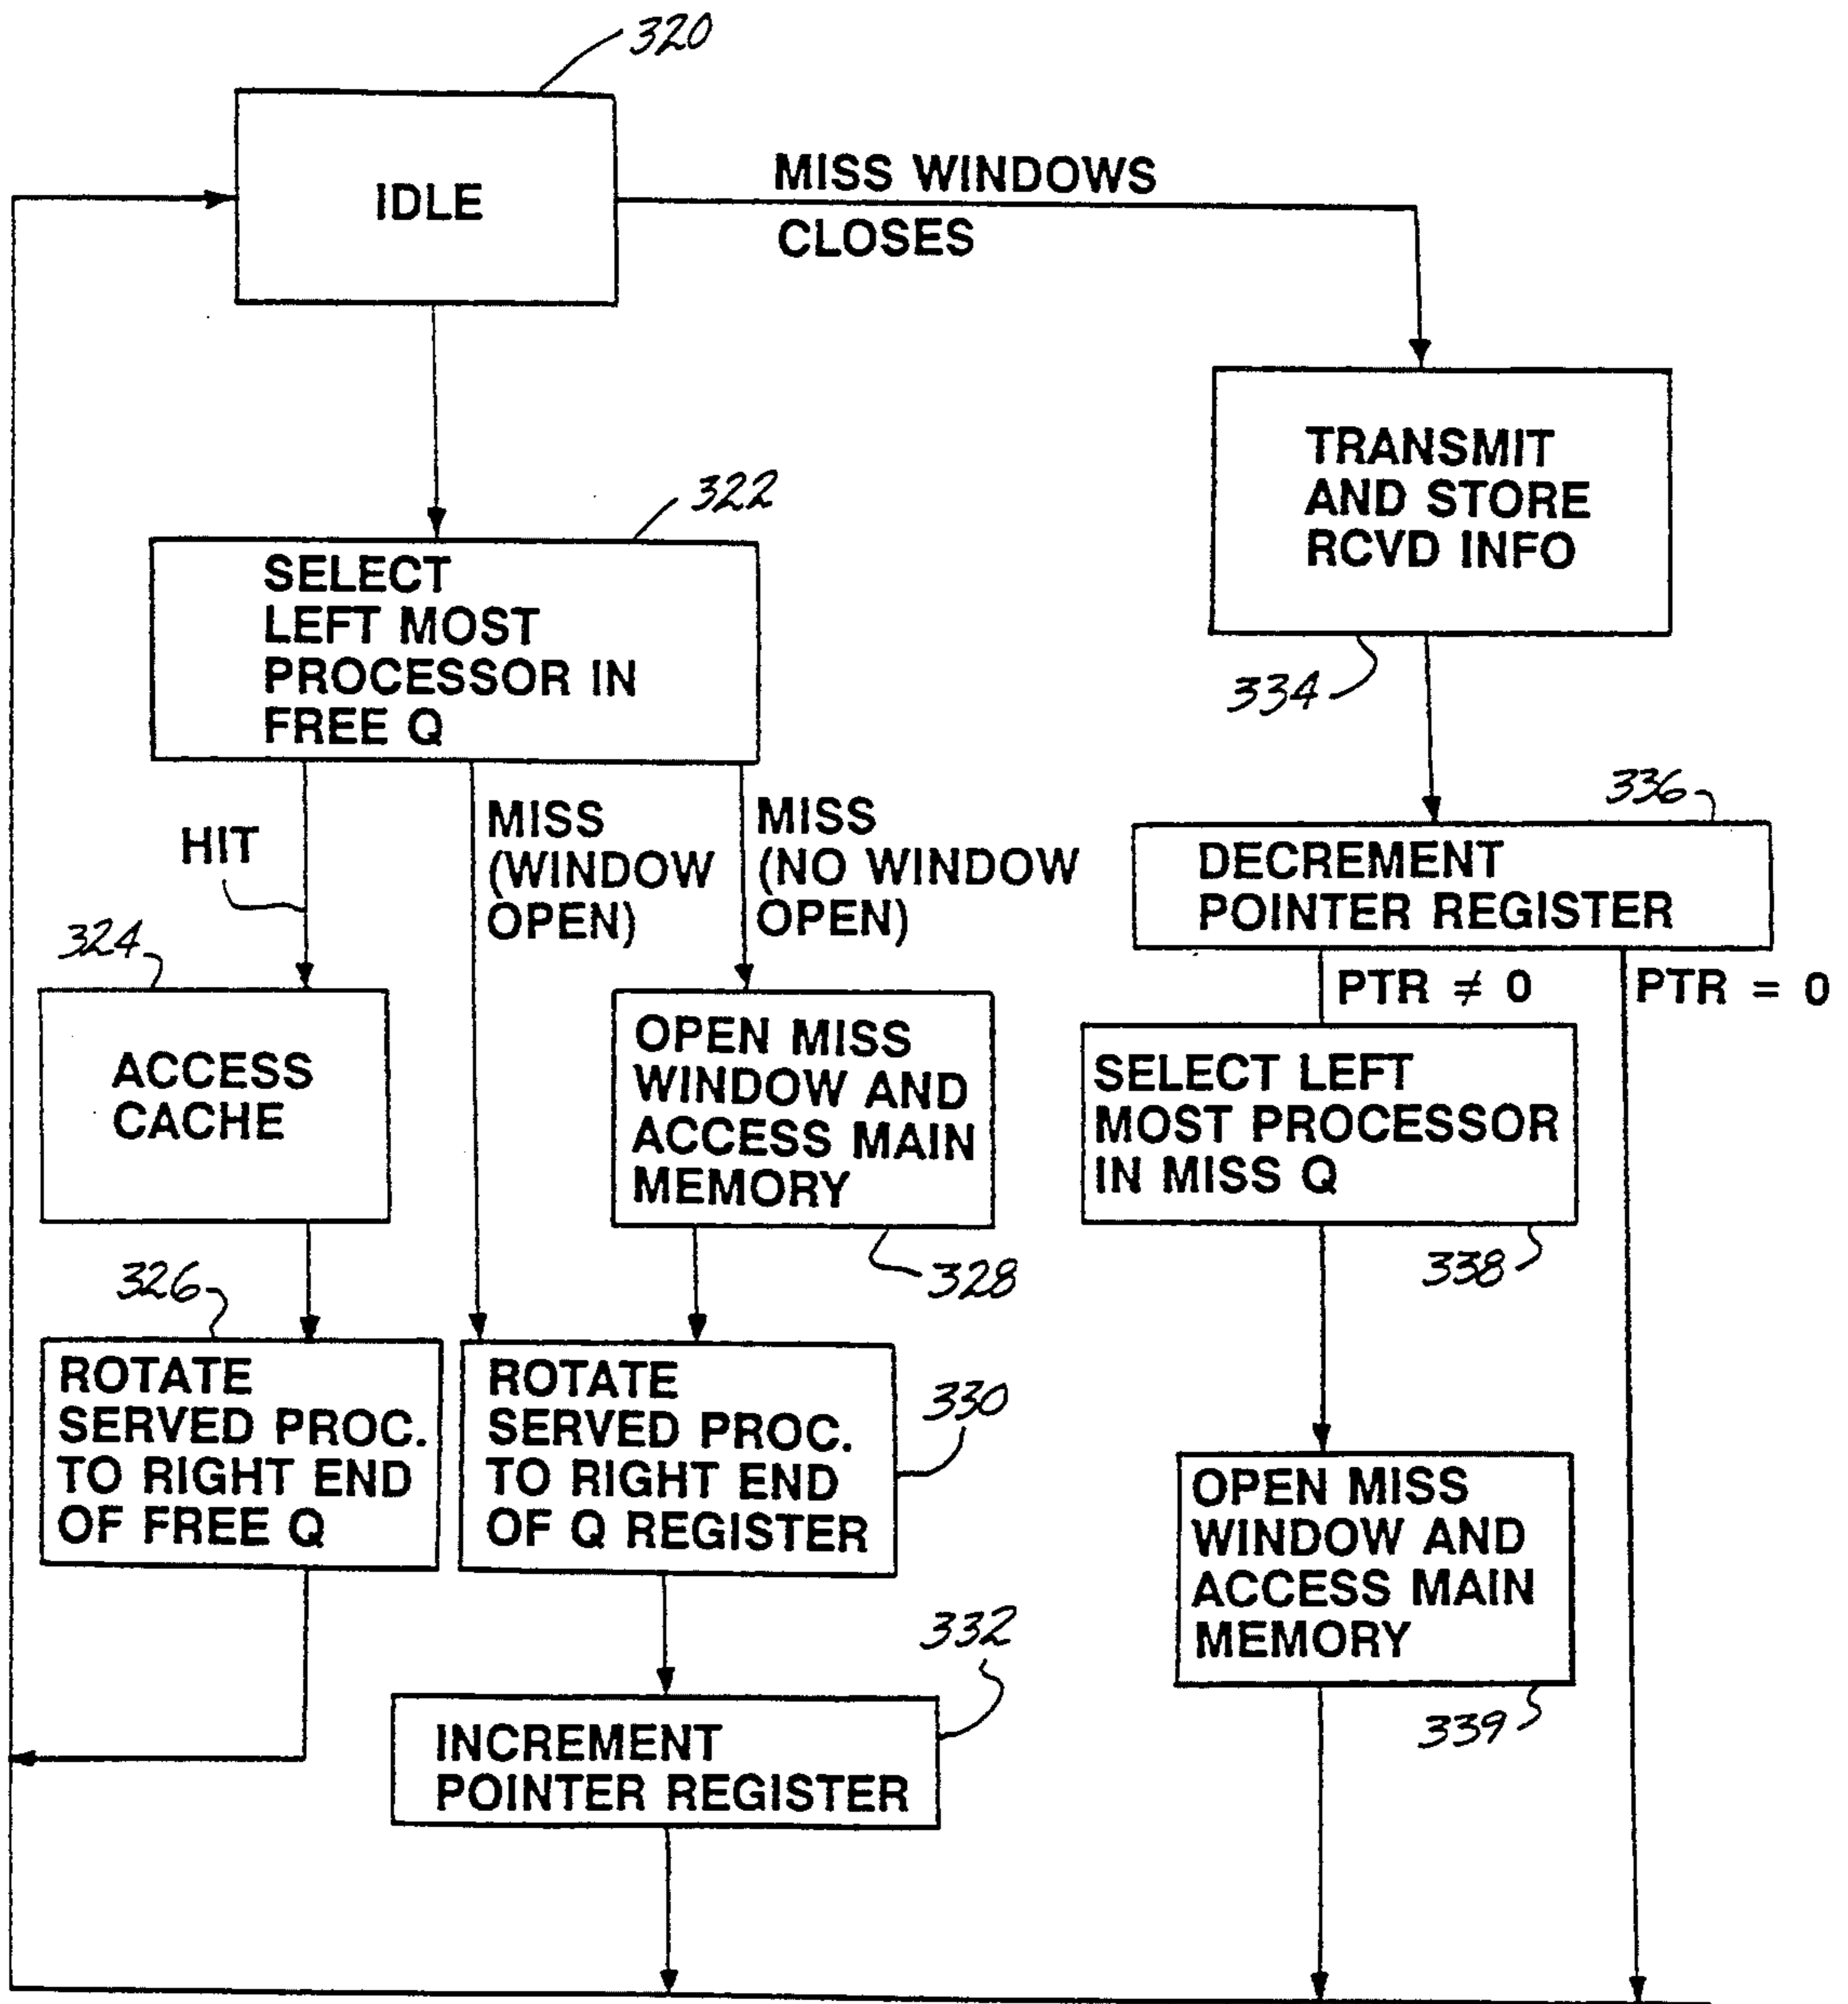 320
IDLE
MISS WINDOWS
CLOSES
322
SELECT
LEFT MOST
PROCESSOR IN
FREE Q
TRANSMIT
AND STORE
RCVD INFO
334
HIT
MISS
(WINDOW
OPEN)
MISS
(NO WINDOW
OPEN)
336
DECREMENT
POINTER REGISTER
PTR ≠ 0
PTR = 0
324
ACCESS
CACHE
OPEN MISS
WINDOW AND
ACCESS MAIN
MEMORY
328
SELECT LEFT
MOST PROCESSOR
IN MISS Q
338
326
ROTATE
SERVED PROC.
TO RIGHT END
OF FREE Q
ROTATE
SERVED PROC.
TO RIGHT END
OF Q REGISTER
330
OPEN MISS
WINDOW AND
ACCESS MAIN
MEMORY
339
332
INCREMENT
POINTER REGISTER